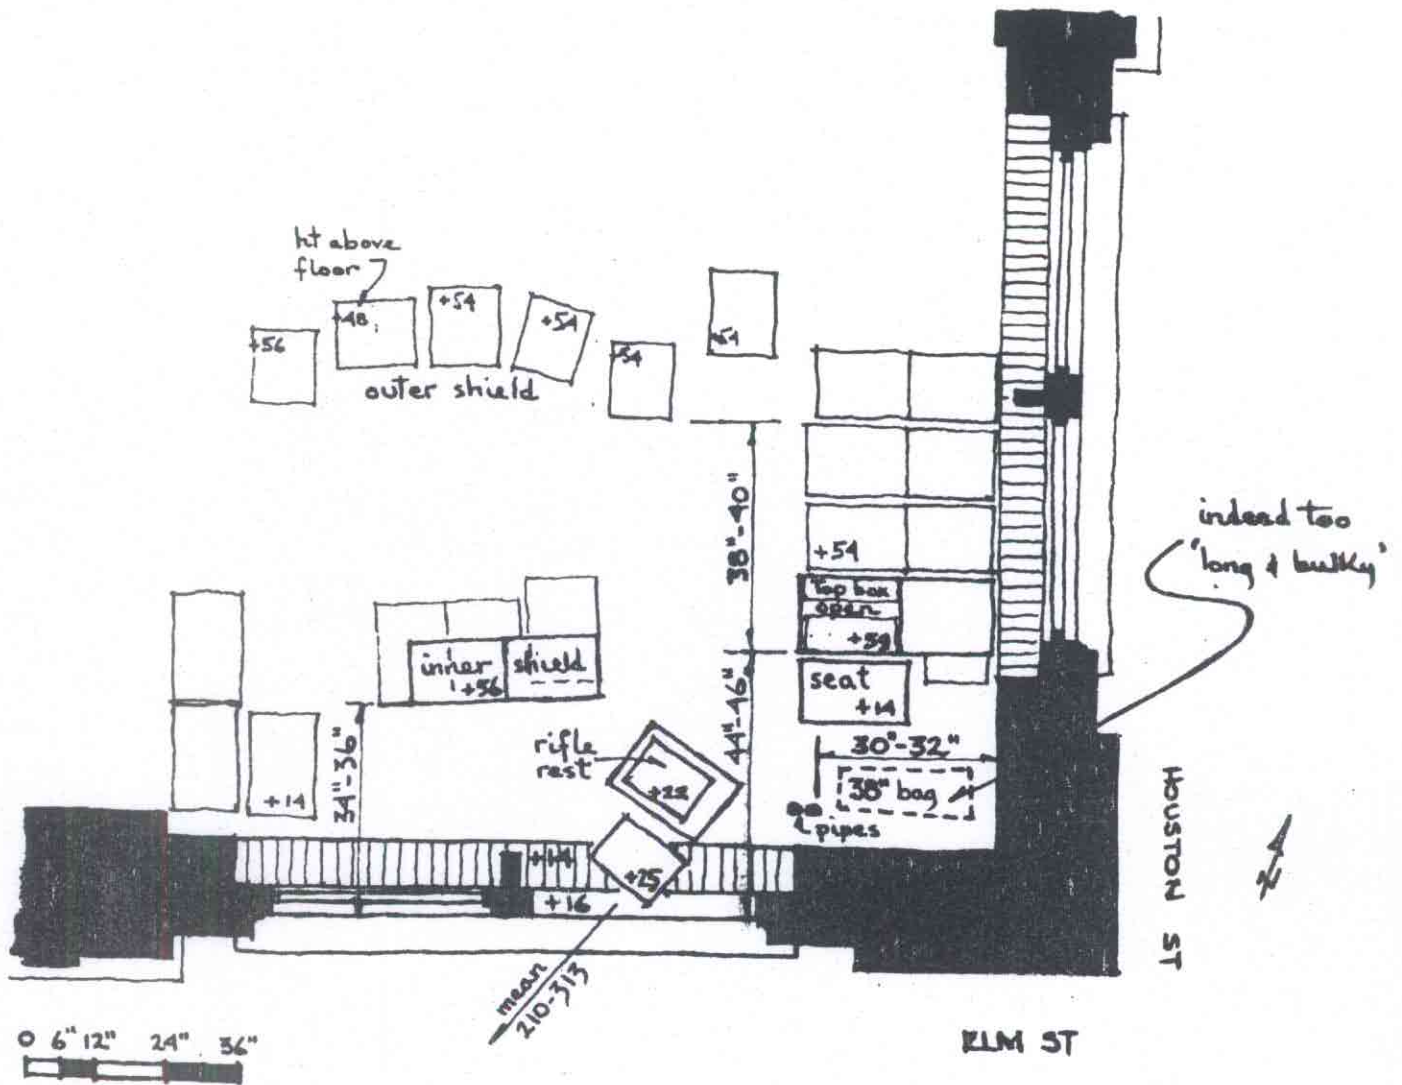 ht above
floor
+56
+48
+54
+54
+54
+54
outer shield
38"-40"
+54
Top box
open
+59
indeed too
"long & bulky"
inner shield
+56
seat
+14
44"-46"
34"-36"
rifle
rest
+22
30"-32"
38" bag
2 pipes
+14
+14
+25
+16
mean
210-313
HOUSTON ST
N
ELM ST
0 6" 12" 24" 36"